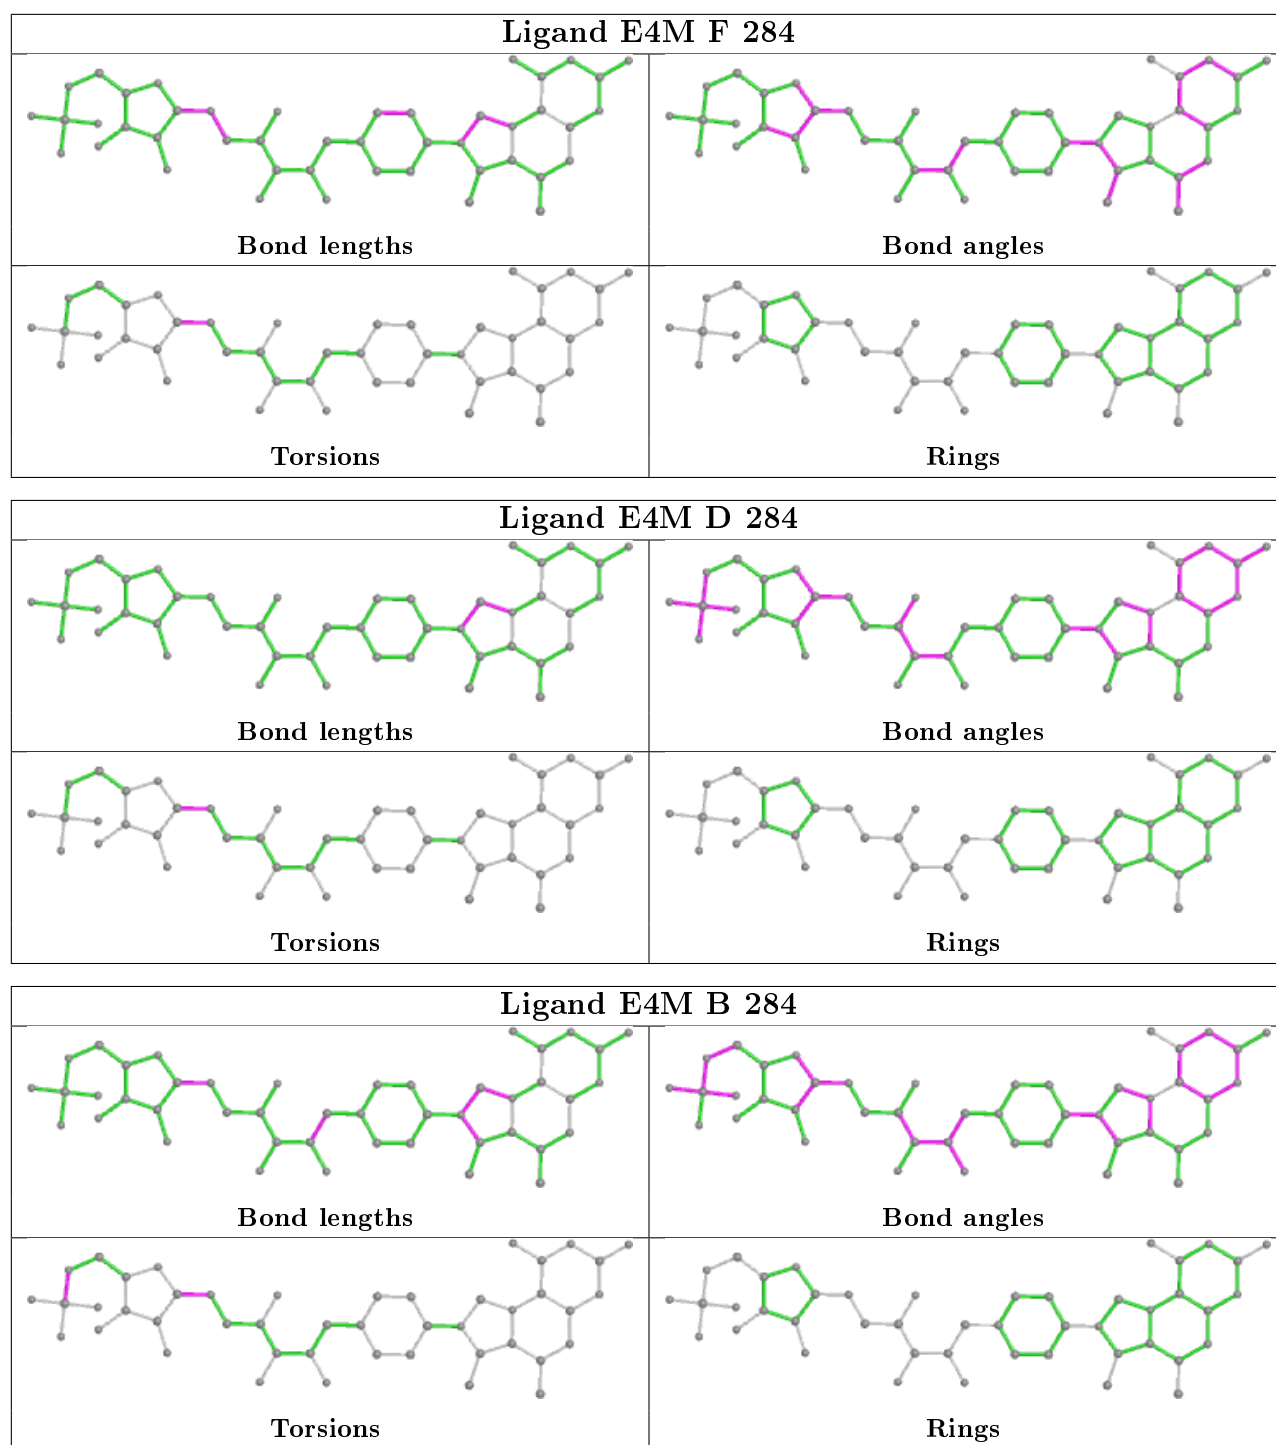 Ligand E4M F 284
Bond lengths
Bond angles
Torsions
Rings
Ligand E4M D 284
Bond lengths
Bond angles
Torsions
Rings
Ligand E4M B 284
Bond lengths
Bond angles
Torsions
Rings